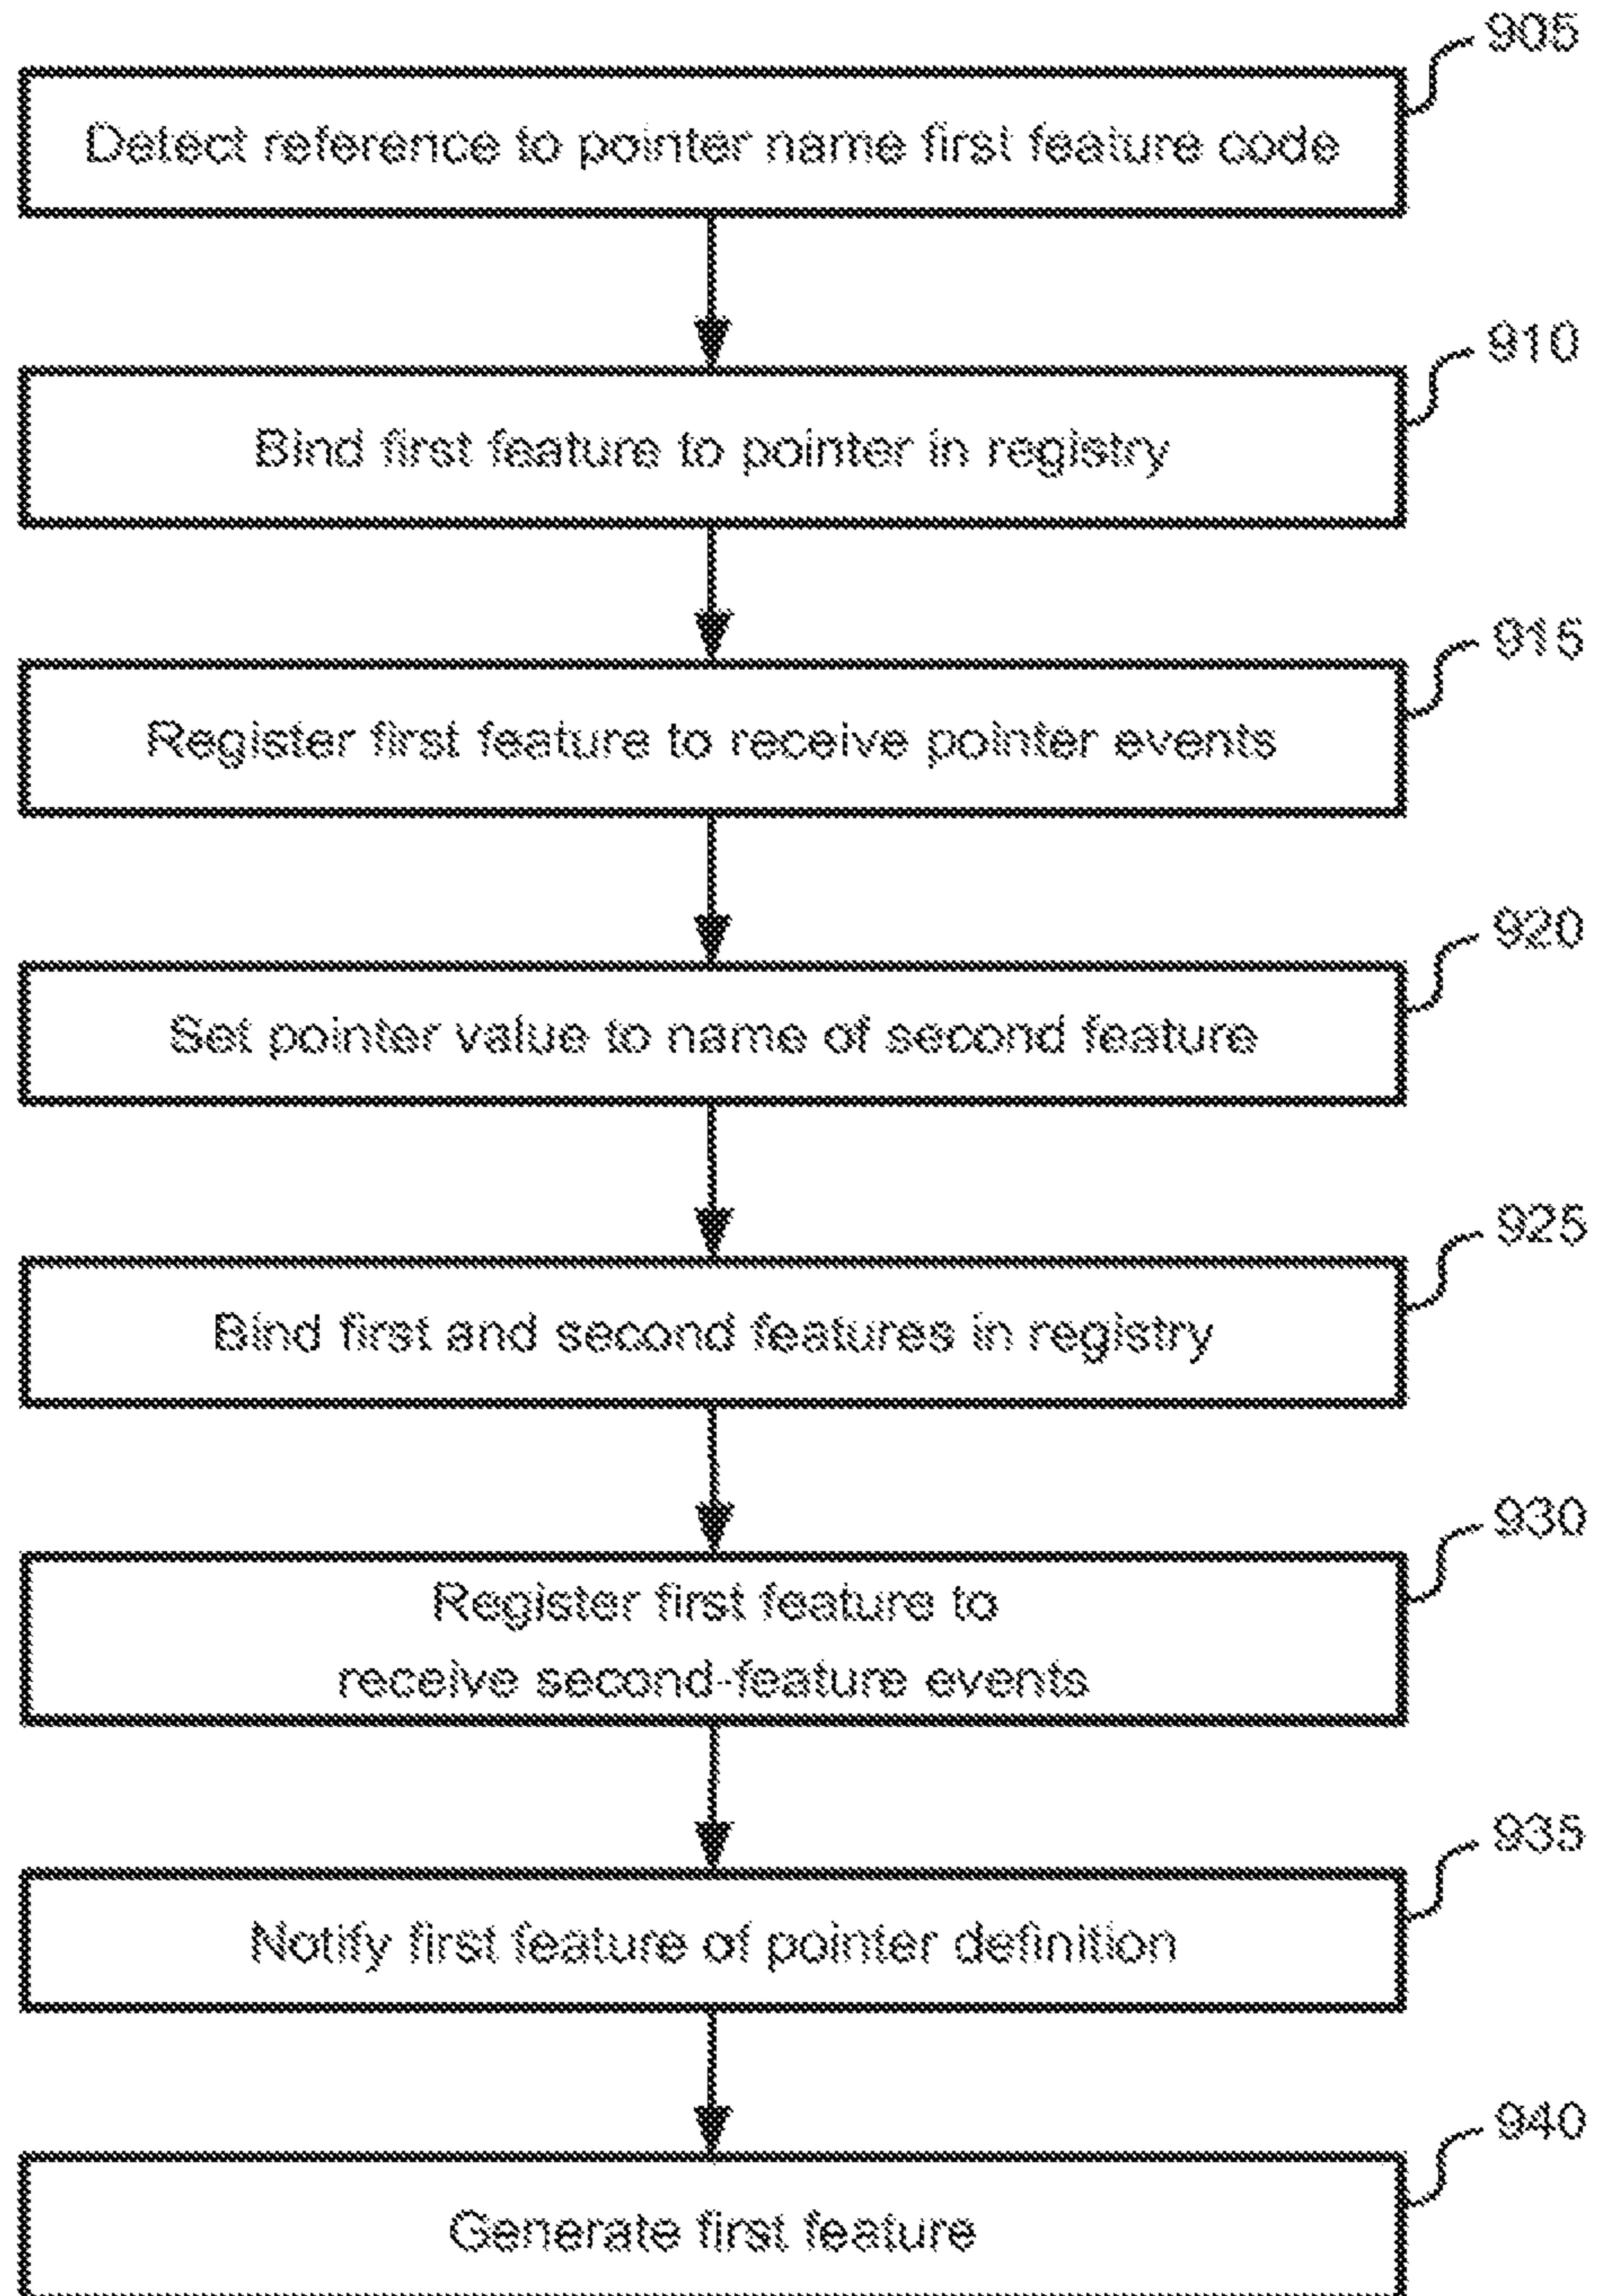 905
Detect reference to pointer name first feature code
910
Bind first feature to pointer in registry
915
Register first feature to receive pointer events
920
Set pointer value to name of second feature
925
Bind first and second features in registry
930
Register first feature to
receive second-feature events
935
Notify first feature of pointer definition
940
Generate first feature